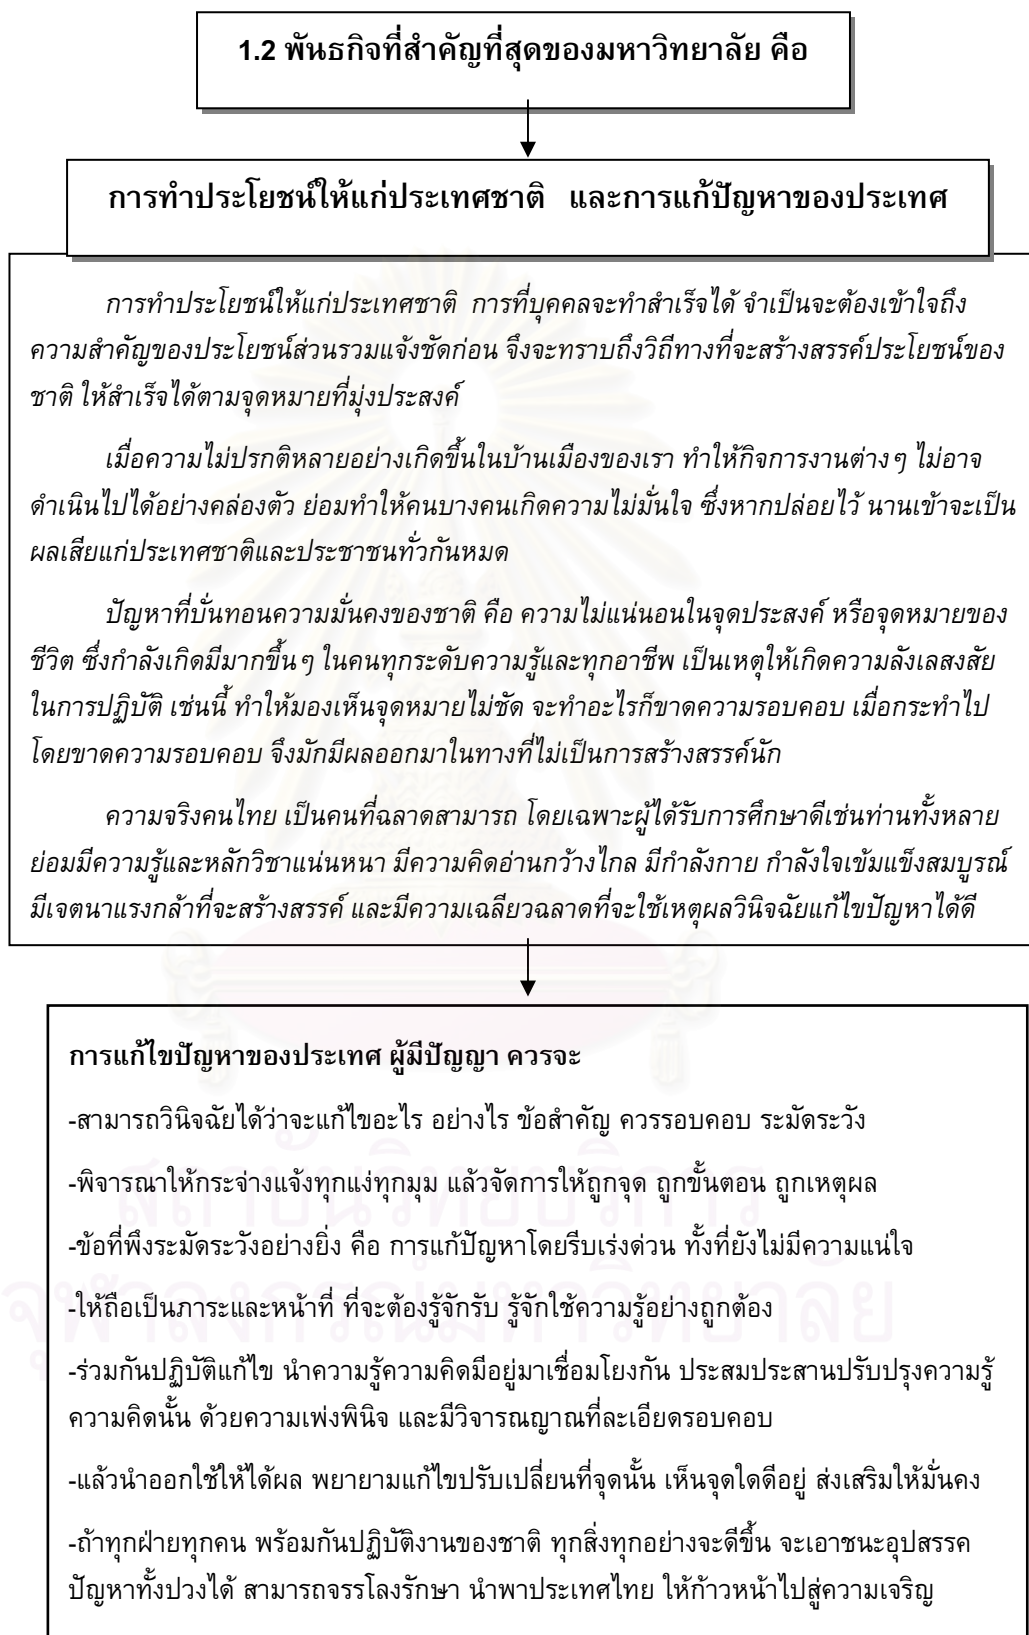 1.2 พันธกิจที่สำคัญที่สุดของมหาวิทยาลัย คือ
การทำประโยชน์ให้แก่ประเทศชาติ และการแก้ปัญหาของประเทศ
การทำประโยชน์ให้แก่ประเทศชาติ การที่บุคคลจะทำสำเร็จได้ จำเป็นจะต้องเข้าใจถึง
ความสำคัญของประโยชน์ส่วนรวมแจ้งชัดก่อน จึงจะทราบถึงวิถีทางที่จะสร้างสรรค์ประโยชน์ของ
ชาติ ให้สำเร็จได้ตามจุดหมายที่มุ่งประสงค์
เมื่อความไม่ปรกติหลายอย่างเกิดขึ้นในบ้านเมืองของเรา ทำให้กิจการงานต่างๆ ไม่อาจ
ดำเนินไปได้อย่างคล่องตัว ย่อมทำให้คนบางคนเกิดความไม่มั่นใจ ซึ่งหากปล่อยไว้ นานเข้าจะเป็น
ผลเสียแก่ประเทศชาติและประชาชนทั่วกันหมด
ปัญหาที่บั่นทอนความมั่นคงของชาติ คือ ความไม่แน่นอนในจุดประสงค์ หรือจุดหมายของ
ชีวิต ซึ่งกำลังเกิดมีมากขึ้นๆ ในคนทุกระดับความรู้และทุกอาชีพ เป็นเหตุให้เกิดความลังเลสงสัย
ในการปฏิบัติ เช่นนี้ ทำให้มองเห็นจุดหมายไม่ชัด จะทำอะไรก็ขาดความรอบคอบ เมื่อกระทำไป
โดยขาดความรอบคอบ จึงมักมีผลออกมาในทางที่ไม่เป็นการสร้างสรรค์นัก
ความจริงคนไทย เป็นคนที่ฉลาดสามารถ โดยเฉพาะผู้ได้รับการศึกษาดีเช่นท่านทั้งหลาย
ย่อมมีความรู้และหลักวิชาแน่นหนา มีความคิดอ่านกว้างไกล มีกำลังกาย กำลังใจเข้มแข็งสมบูรณ์
มีเจตนาแรงกล้าที่จะสร้างสรรค์ และมีความเฉลียวฉลาดที่จะใช้เหตุผลวินิจฉัยแก้ไขปัญหาได้ดี
การแก้ไขปัญหาของประเทศ ผู้มีปัญญา ควรจะ
-สามารถวินิจฉัยได้ว่าจะแก้ไขอะไร อย่างไร ข้อสำคัญ ควรรอบคอบ ระมัดระวัง
-พิจารณาให้กระจ่างแจ้งทุกแง่ทุกมุม แล้วจัดการให้ถูกจุด ถูกขั้นตอน ถูกเหตุผล
สถาบันวิทยบริการ
-ข้อที่พึงระมัดระวังอย่างยิ่ง คือ การแก้ปัญหาโดยรีบเร่งด่วน ทั้งที่ยังไม่มีความแน่ใจ
-ให้ถือเป็นภาระและหน้าที่ ที่จะต้องรู้จักรับ รู้จักใช้ความรู้อย่างถูกต้อง
จุฬาลงกรณ์มหาวิทยาลัย
-ร่วมกันปฏิบัติแก้ไข นำความรู้ความคิดมีอยู่มาเชื่อมโยงกัน ประสมประสานปรับปรุงความรู้
ความคิดนั้น ด้วยความเพ่งพินิจ และมีวิจารณญาณที่ละเอียดรอบคอบ
-แล้วนำออกใช้ให้ได้ผล พยายามแก้ไขปรับเปลี่ยนที่จุดนั้น เห็นจุดใดดีอยู่ ส่งเสริมให้มั่นคง
-ถ้าทุกฝ่ายทุกคน พร้อมกันปฏิบัติงานของชาติ ทุกสิ่งทุกอย่างจะดีขึ้น จะเอาชนะอุปสรรค
ปัญหาทั้งปวงได้ สามารถจรรโลงรักษา นำพาประเทศไทย ให้ก้าวหน้าไปสู่ความเจริญ